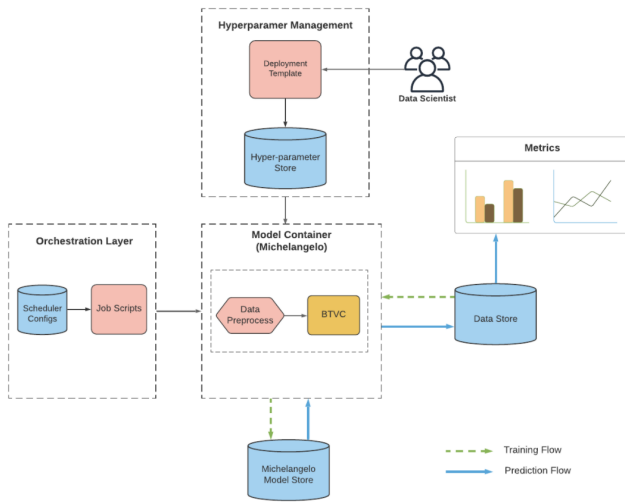 Hyperparamer Management
Deployment
Template
Data Scientist
Hyper-parameter
Store
Metrics
Orchestration Layer
Model Container
(Michelangelo)
Scheduler
Configs
Job Scripts
Data
Preprocess
BTVC
Data Store
Michelangelo
Model Store
Training Flow
Prediction Flow